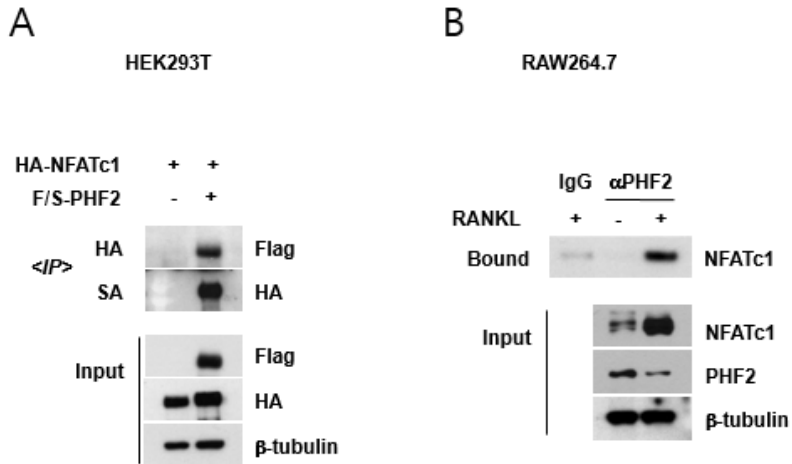 A
HEK293T
HA-NFATc1 + +
F/S-PHF2 - +
<IP>
HA Flag
SA HA
Input
Flag
HA
β-tubulin
B
RAW264.7
IgG αPHF2
RANKL + - +
Bound NFATc1
Input
NFATc1
PHF2
β-tubulin